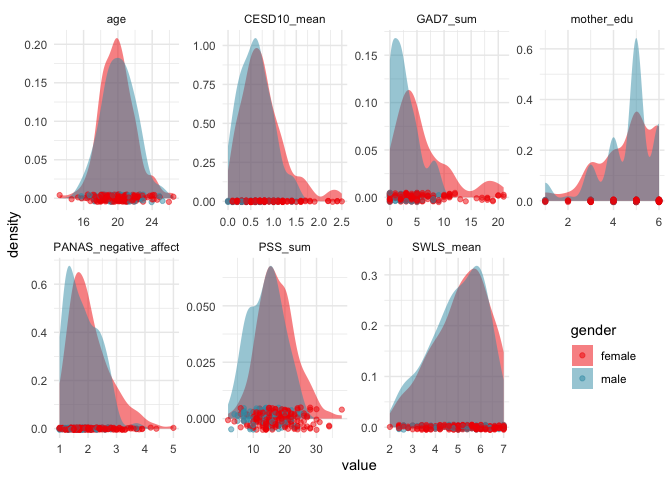 age CESD10_mean GAD7_sum mother_edu
0.20
0.15
0.10
0.05
0.00
16 20 24
1.00
0.75
0.50
0.25
0.00
0.0 0.5 1.0 1.5 2.0 2.5
0.15
0.10
0.05
0.00
0 5 10 15 20
0.6
0.4
0.2
0.0
2 4 6
density
PANAS_negative_affect PSS_sum SWLS_mean
0.6
0.4
0.2
0.0
1 2 3 4 5
0.050
0.025
0.000
10 20 30
0.3
0.2
0.1
0.0
2 3 4 5 6 7
gender
female
male
value